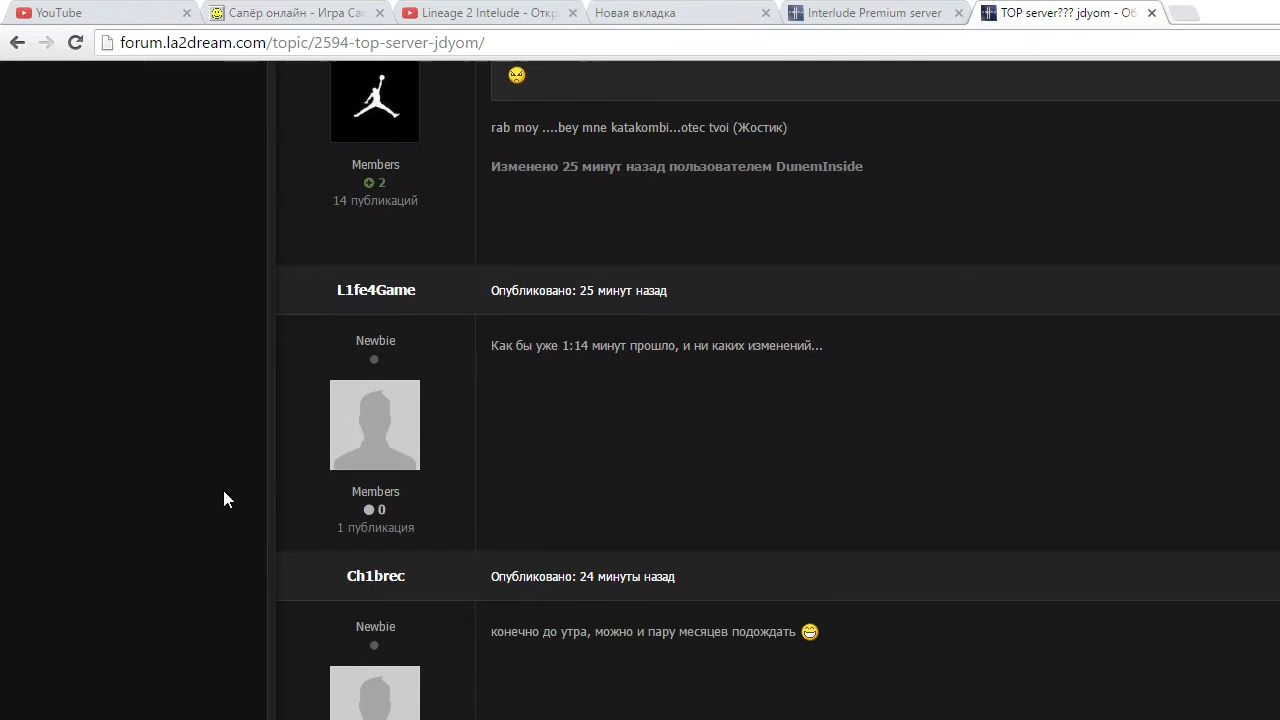 YouTube
Сапёр онлайн - Игра Сап
Lineage 2 Intelude - Откр
Новая вкладка
Interlude Premium server
TOP server??? jdyom - Об
forum.la2dream.com/topic/2594-top-server-jdyom/
rab moy ....bey mne katakombi...otec tvoi (Жостик)
Members
Изменено 25 минут назад пользователем DunemInside
2
14 публикаций
L1fe4Game
Опубликовано: 25 минут назад
Newbie
Как бы уже 1:14 минут прошло, и ни каких изменений...
Members
0
1 публикация
Ch1brec
Опубликовано: 24 минуты назад
Newbie
конечно до утра, можно и пару месяцев подождать